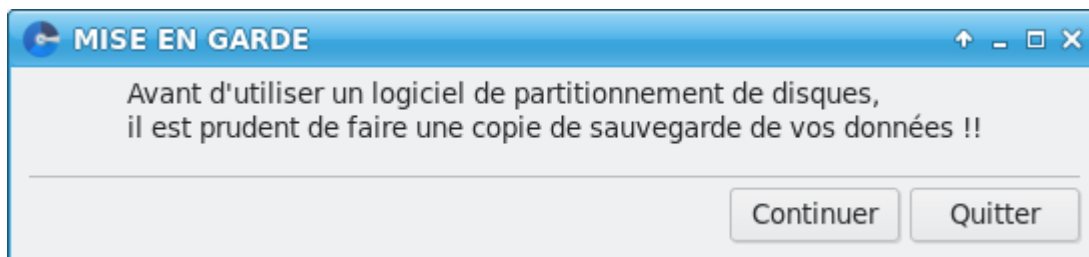 MISE EN GARDE
Avant d'utiliser un logiciel de partitionnement de disques,
il est prudent de faire une copie de sauvegarde de vos données !!
Continuer Quitter